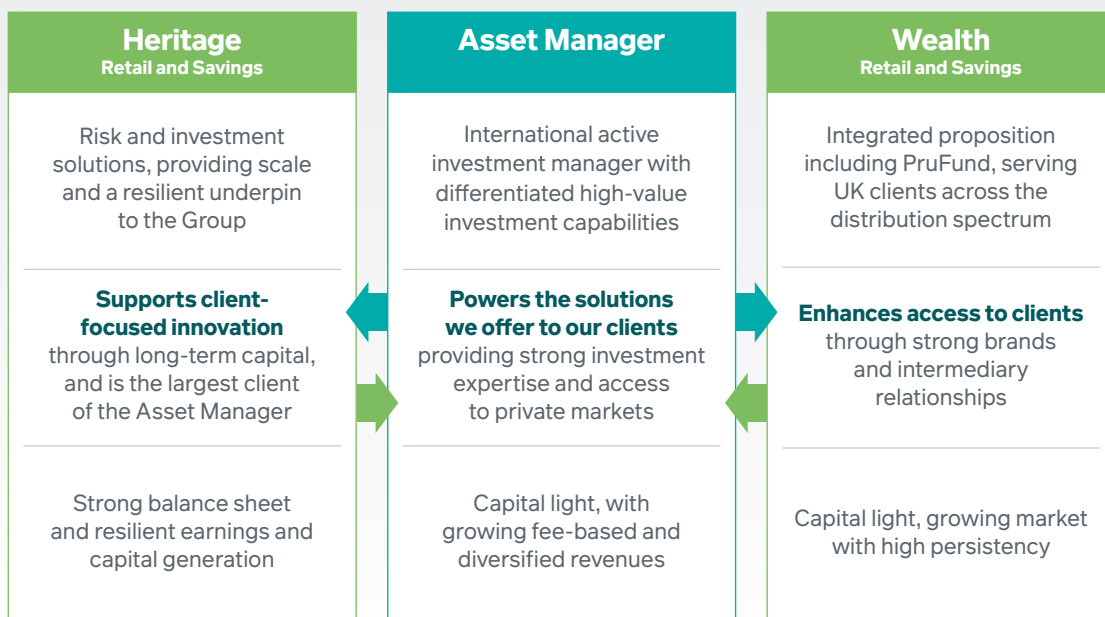 Heritage
Retail and Savings
Risk and investment
solutions, providing scale
and a resilient underpin
to the Group
Supports client-
focused innovation
through long-term capital,
and is the largest client
of the Asset Manager
Strong balance sheet
and resilient earnings and
capital generation
Asset Manager
International active
investment manager with
differentiated high-value
investment capabilities
Powers the solutions
we offer to our clients
providing strong investment
expertise and access
to private markets
Capital light, with
growing fee-based and
diversified revenues
Wealth
Retail and Savings
Integrated proposition
including PruFund, serving
UK clients across the
distribution spectrum
Enhances access to clients
through strong brands
and intermediary
relationships
Capital light, growing market
with high persistency